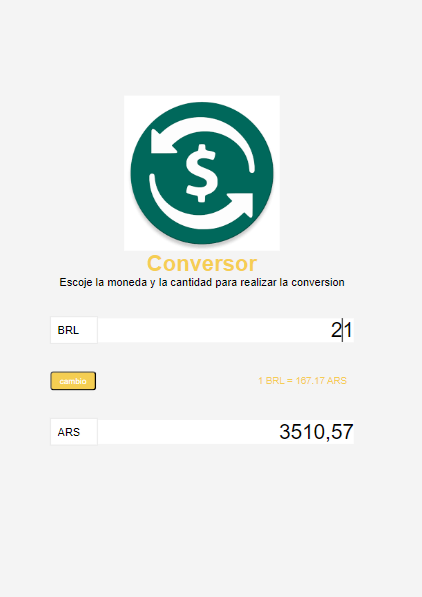 $
Conversor
Escoje la moneda y la cantidad para realizar la conversion
BRL
21
cambio
1 BRL = 167.17 ARS
ARS
3510,57